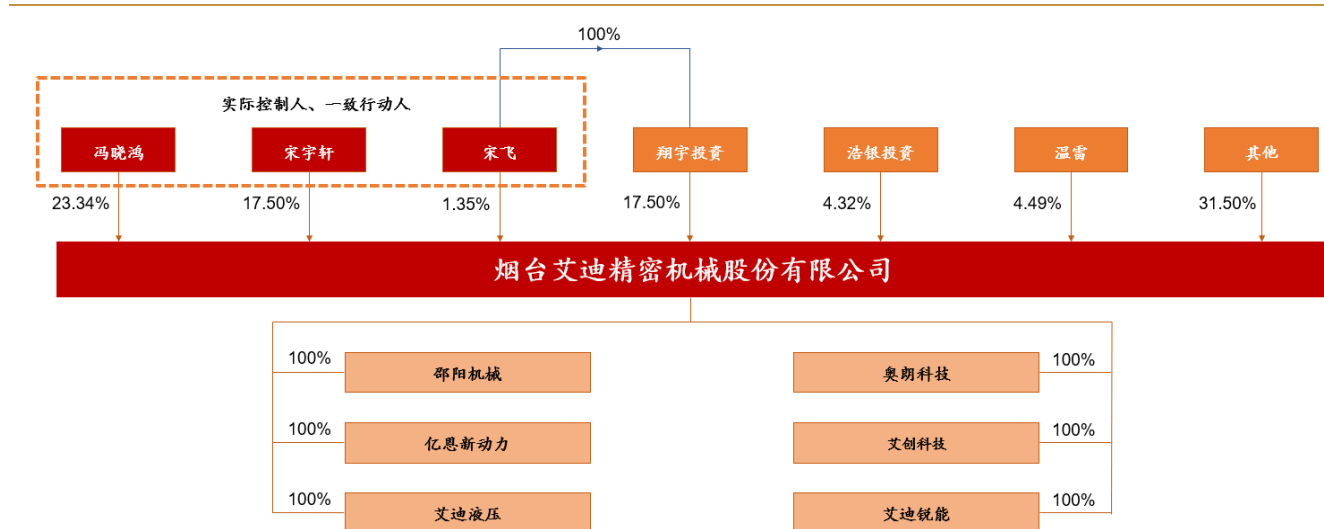 100%
实际控制人、一致行动人
冯晓鸿
宋宇轩
宋飞
翔宇投资
浩银投资
温雷
其他
23.34%
17.50%
1.35%
17.50%
4.32%
4.49%
31.50%
烟台艾迪精密机械股份有限公司
100%
邵阳机械
奥朗科技
100%
100%
亿恩新动力
艾创科技
100%
100%
艾迪液压
艾迪锐能
100%